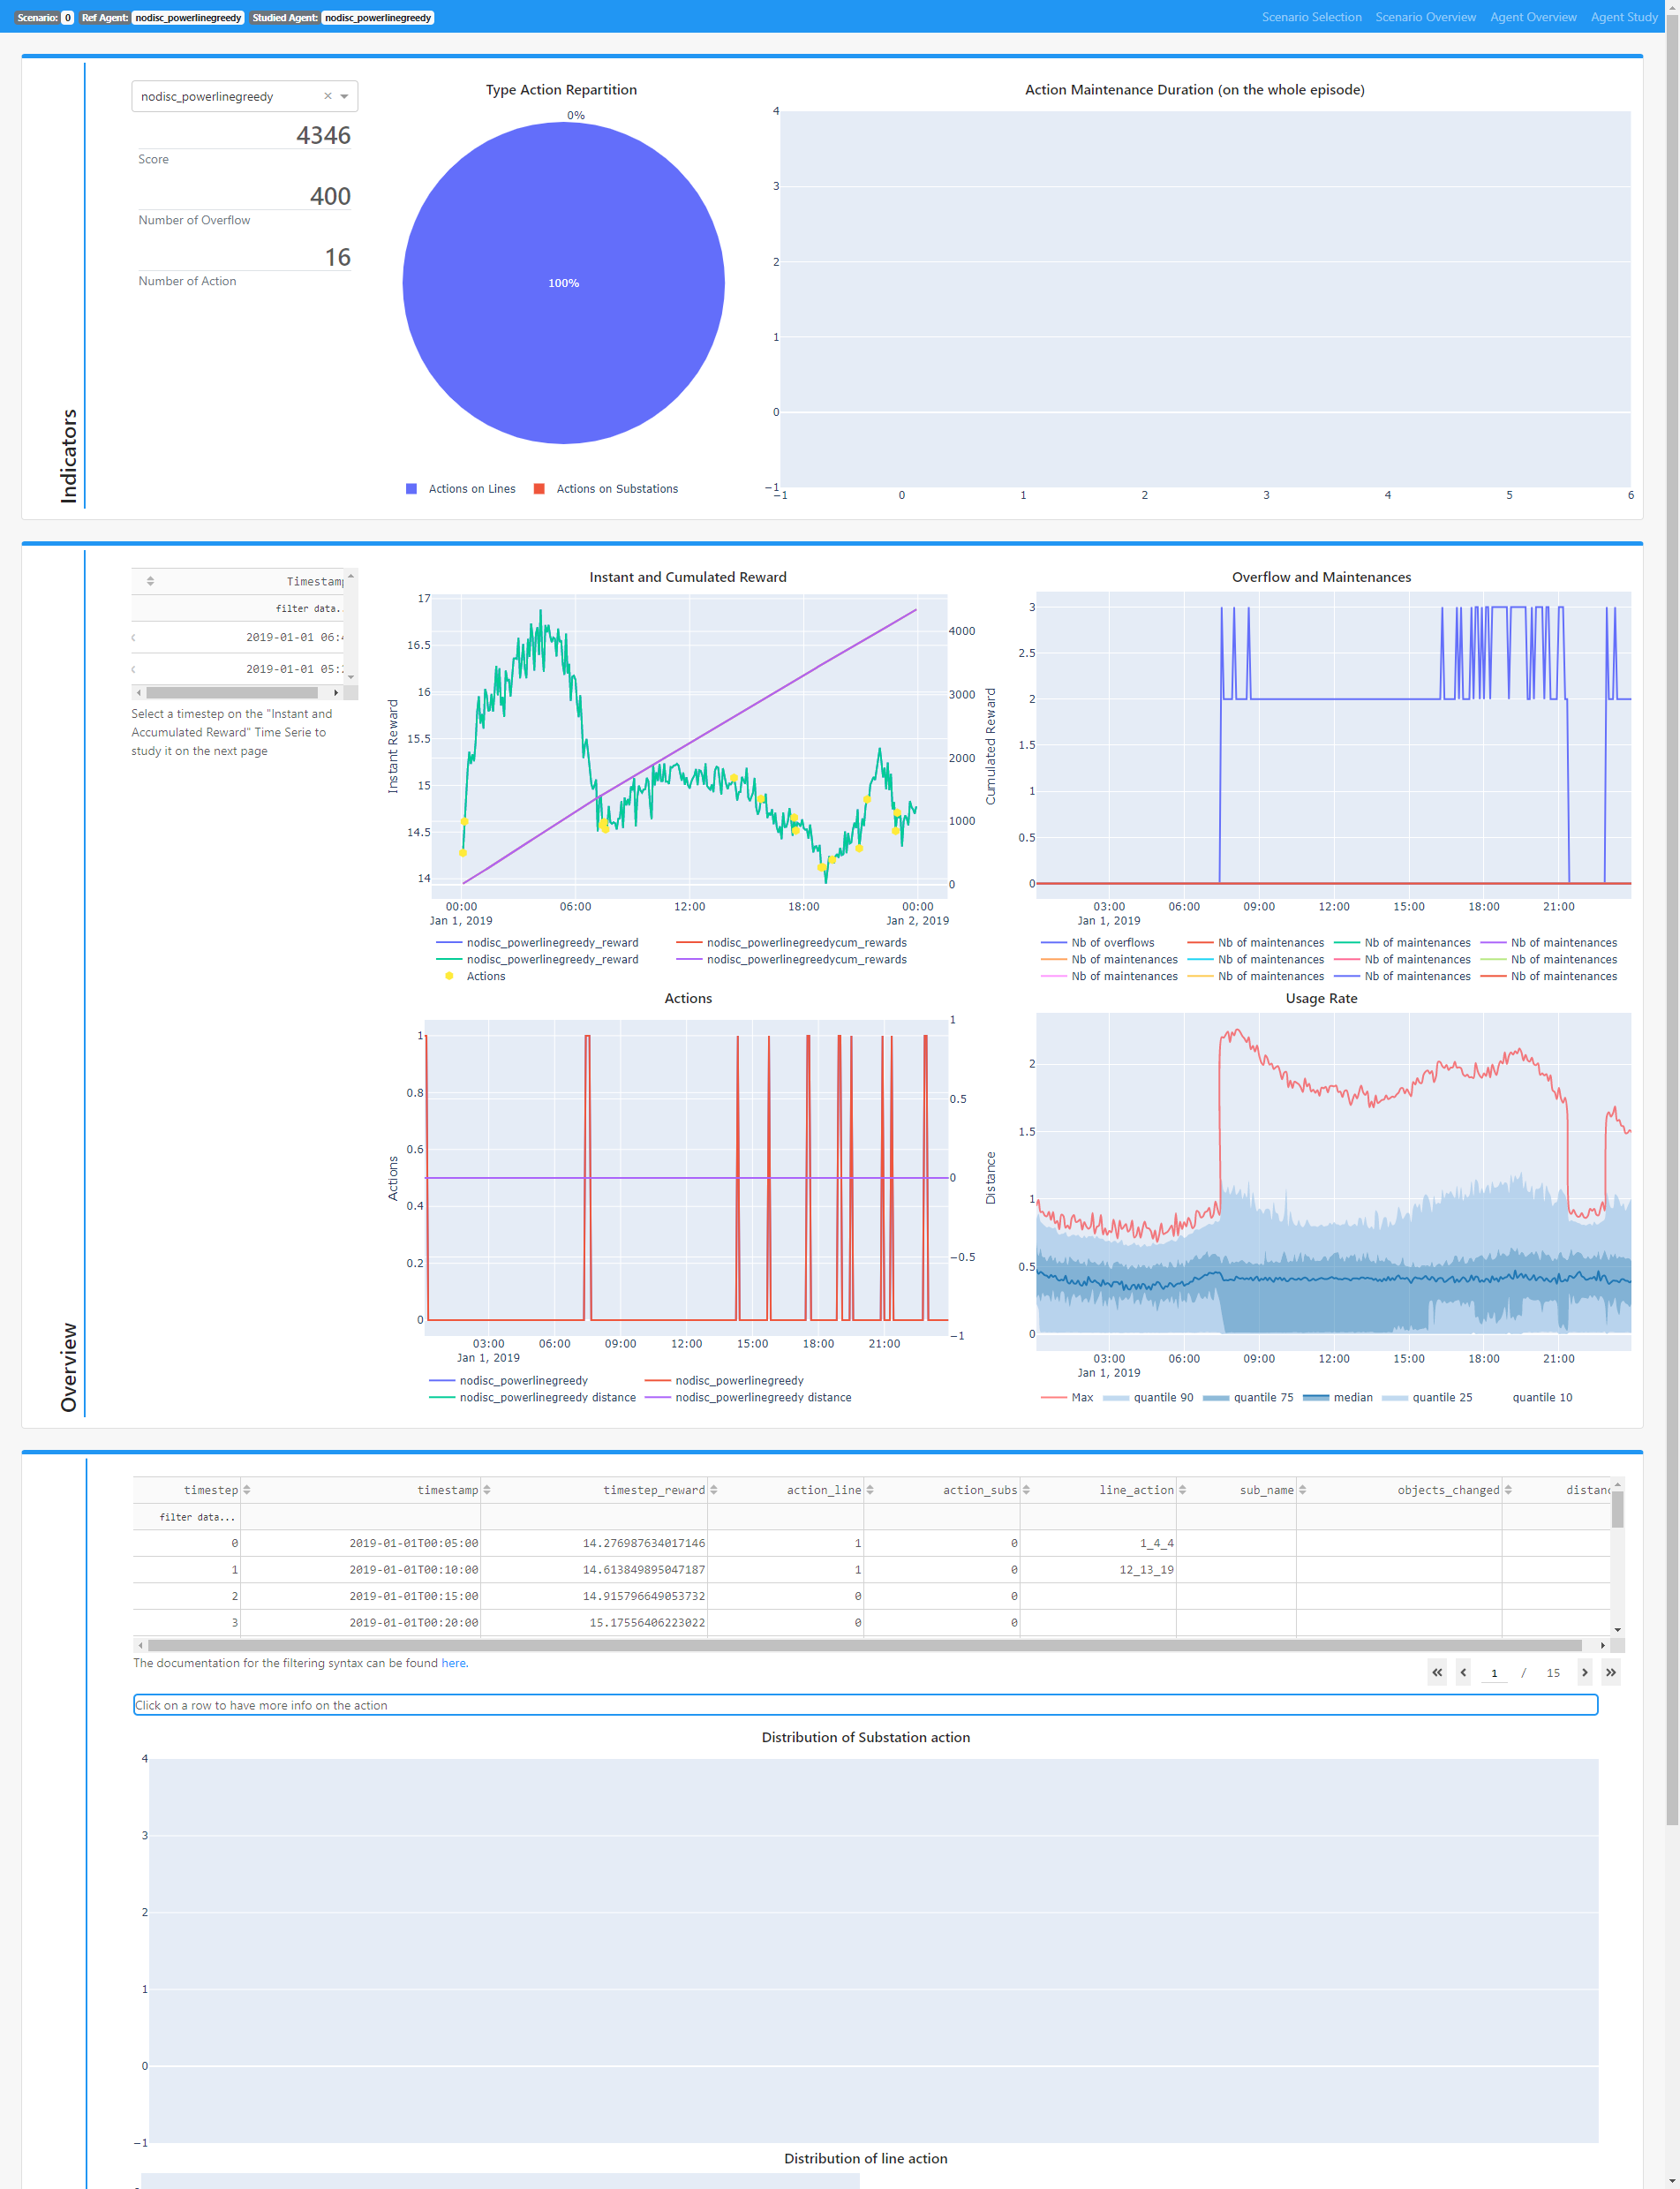 Scenario: 0 Ref Agent: nodisc_powerlinegreedy Studied Agent: nodisc_powerlinegreedy
Scenario Selection Scenario Overview Agent Overview Agent Study
Indicators
nodisc_powerlinegreedy
4346
Score
400
Number of Overflow
16
Number of Action
Type Action Repartition
0%
100%
Actions on Lines Actions on Substations
Action Maintenance Duration (on the whole episode)
4
3
2
1
0
−1
−1 0 1 2 3 4 5 6
Overview
Timestamp
filter data..
2019-01-01 06:4
2019-01-01 05:2
Select a timestep on the "Instant and
Accumulated Reward" Time Serie to
study it on the next page
Instant and Cumulated Reward
Instant Reward
17
16.5
16
15.5
15
14.5
14
4000
3000
2000
1000
0
Cumulated Reward
00:00 06:00 12:00 18:00 00:00
Jan 1, 2019 Jan 2, 2019
nodisc_powerlinegreedy_reward nodisc_powerlinegreedycum_rewards
nodisc_powerlinegreedy_reward nodisc_powerlinegreedycum_rewards
Actions
Overflow and Maintenances
3
2.5
2
1.5
1
0.5
0
03:00 06:00 09:00 12:00 15:00 18:00 21:00
Jan 1, 2019
Nb of overflows Nb of maintenances Nb of maintenances Nb of maintenances
Nb of maintenances Nb of maintenances Nb of maintenances Nb of maintenances
Nb of maintenances Nb of maintenances Nb of maintenances Nb of maintenances
Actions
Actions
1
0.8
0.6
0.4
0.2
0
1
0.5
0
−0.5
−1
Distance
03:00 06:00 09:00 12:00 15:00 18:00 21:00
Jan 1, 2019
nodisc_powerlinegreedy nodisc_powerlinegreedy
nodisc_powerlinegreedy distance nodisc_powerlinegreedy distance
Usage Rate
2
1.5
1
0.5
0
03:00 06:00 09:00 12:00 15:00 18:00 21:00
Jan 1, 2019
Max quantile 90 quantile 75 median quantile 25 quantile 10
timestep timestamp timestep_reward action_line action_subs line_action sub_name objects_changed distanc
filter data...
0 2019-01-01T00:05:00 14.276987634017146 1 0 1_4_4
1 2019-01-01T00:10:00 14.613849895047187 1 0 12_13_19
2 2019-01-01T00:15:00 14.915796649053732 0 0
3 2019-01-01T00:20:00 15.17556406223022 0 0
The documentation for the filtering syntax can be found here.
1 / 15
Click on a row to have more info on the action
Distribution of Substation action
4
3
2
1
0
−1
Distribution of line action